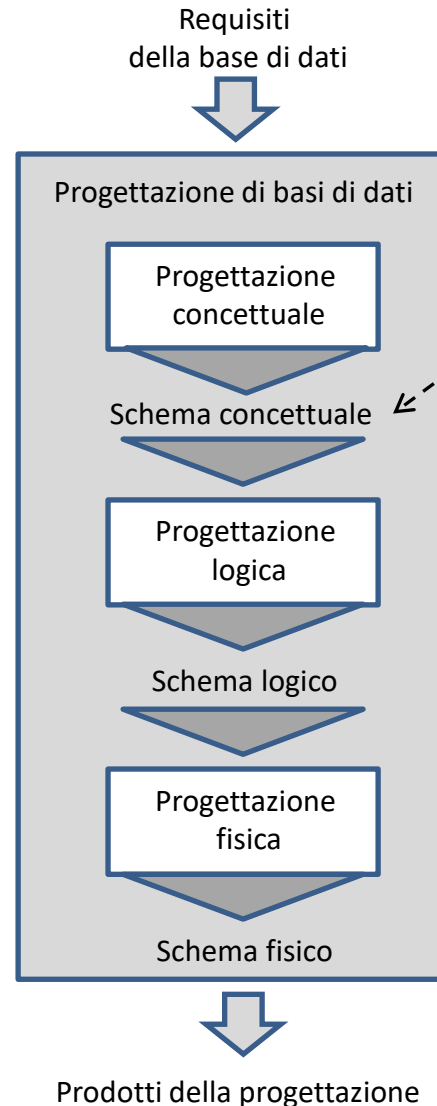 Requisiti
della base di dati
Progettazione di basi di dati
Progettazione
concettuale
Schema concettuale
Progettazione
logica
Schema logico
Progettazione
fisica
Schema fisico
Prodotti della progettazione